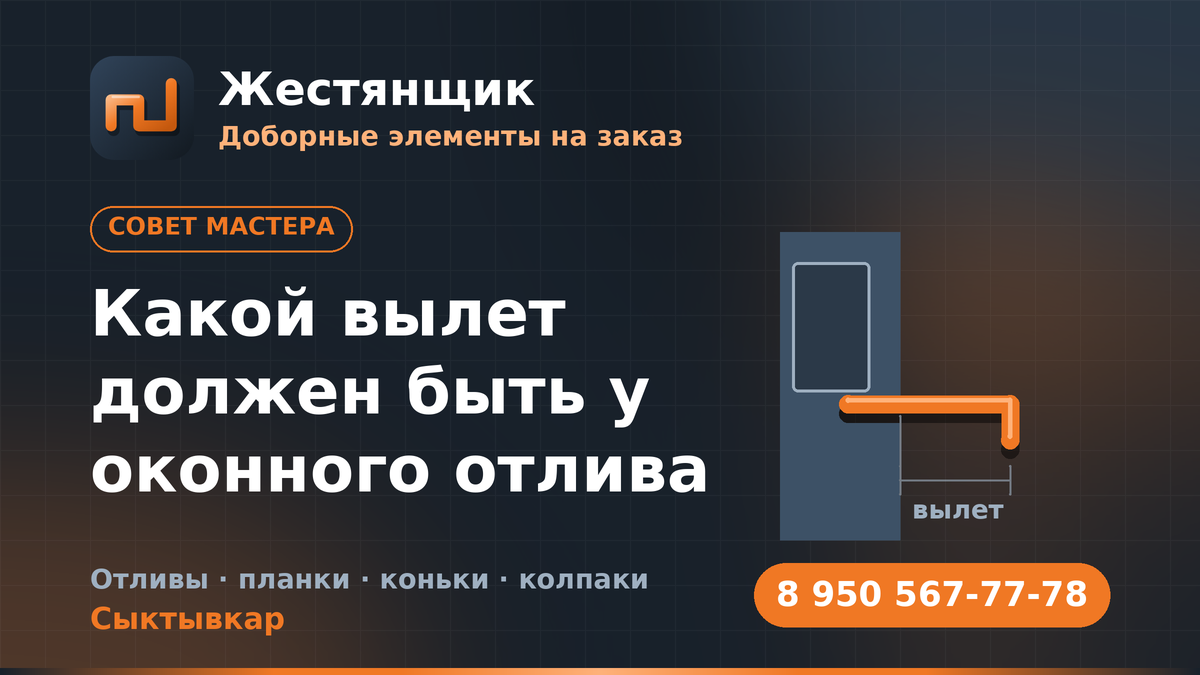 Жестянщик
Доборные элементы на заказ
СОВЕТ МАСТЕРА
Какой вылет
должен быть у
оконного отлива
вылет
Отливы · планки · коньки · колпаки
Сыктывкар
8 950 567-77-78